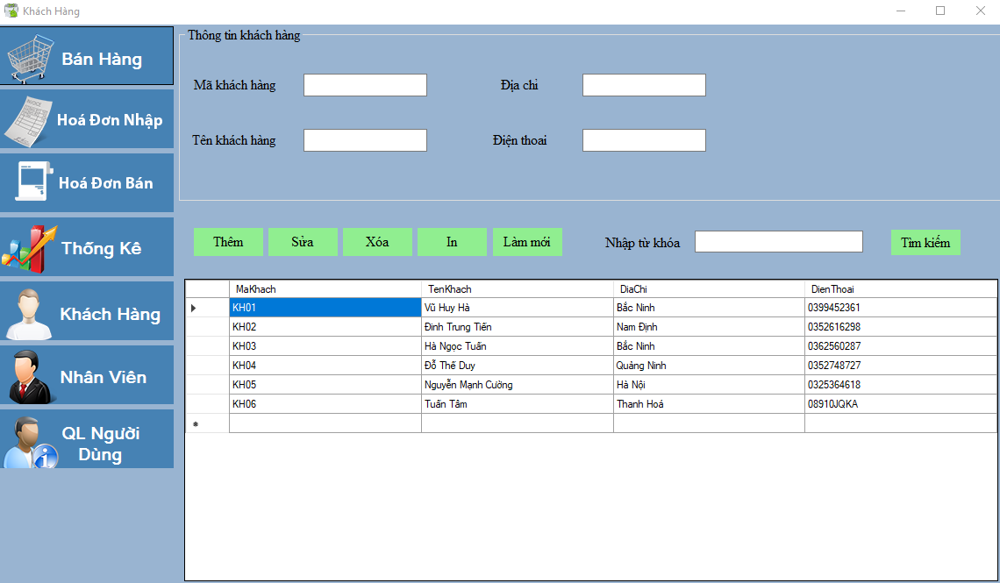 Khách Hàng
Bán Hàng
Hoá Đơn Nhập
Hoá Đơn Bán
Thống Kê
Khách Hàng
Nhân Viên
QL Người
Dùng
Thông tin khách hàng
Mã khách hàng
Địa chỉ
Tên khách hàng
Điện thoai
Thêm Sửa Xóa In Làm mới Nhập từ khóa Tìm kiếm
MaKhach TenKhach DiaChi DienThoai
KH01 Vũ Huy Hà Bắc Ninh 0399452361
KH02 Đinh Trung Tiến Nam Định 0352616298
KH03 Hà Ngọc Tuấn Bắc Ninh 0362560287
KH04 Đỗ Thế Duy Quảng Ninh 0352748727
KH05 Nguyễn Mạnh Cường Hà Nội 0325364618
KH06 Tuấn Tâm Thanh Hoá 08910JQKA